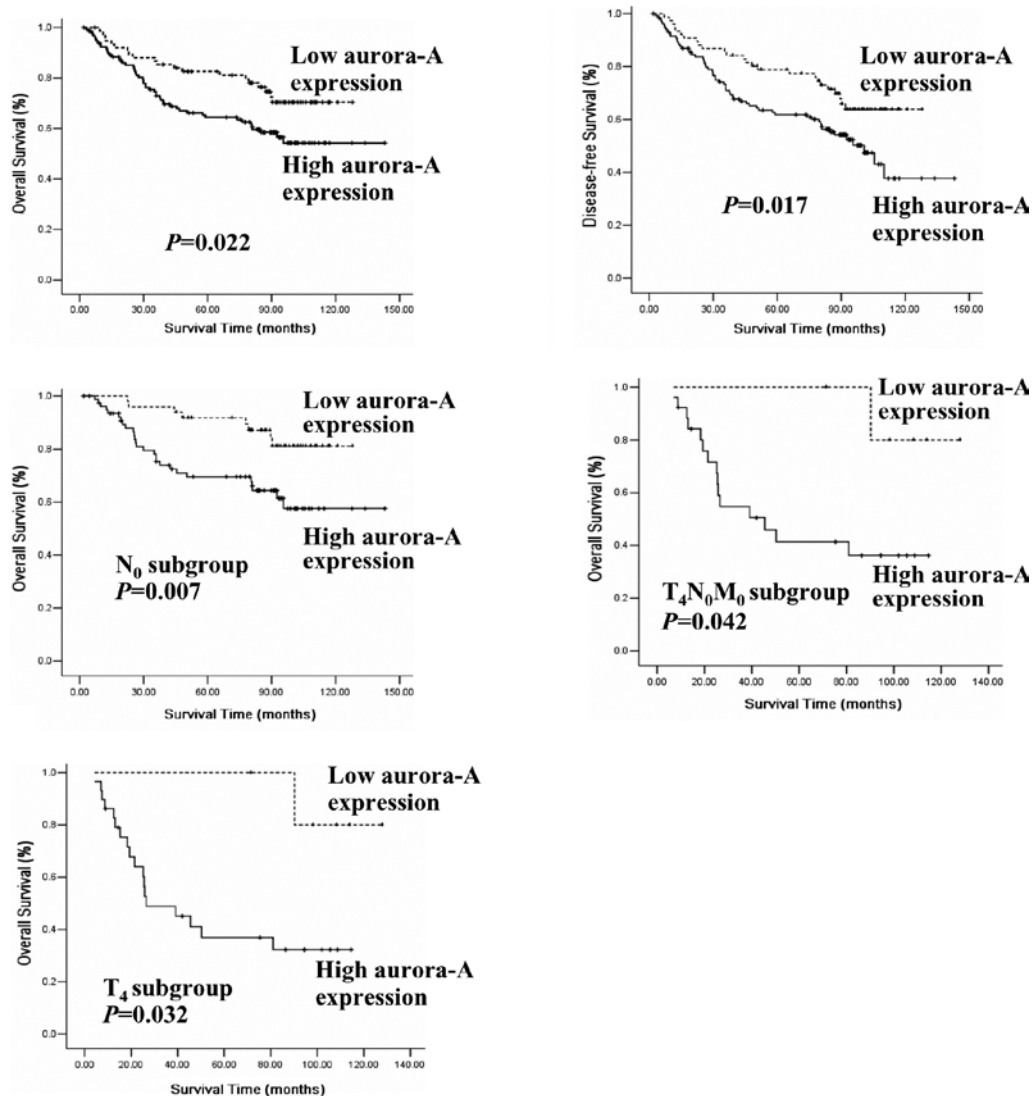 Overall Survival (%)
1.0
0.8
0.6
0.4
0.2
0.0
Low aurora-A
expression
High aurora-A
expression
P=0.022
0.00 30.00 60.00 90.00 120.00 150.00
Survival Time (months)
Disease-free Survival (%)
1.0
0.8
0.6
0.4
0.2
0.0
Low aurora-A
expression
P=0.017
High aurora-A
expression
0.00 30.00 60.00 90.00 120.00 150.00
Survival Time (months)
Overall Survival (%)
1.0
0.8
0.6
0.4
0.2
0.0
Low aurora-A
expression
High aurora-A
expression
N₀ subgroup
P=0.007
0.00 30.00 60.00 90.00 120.00 150.00
Survival Time (months)
Overall Survival (%)
1.0
0.8
0.6
0.4
0.2
0.0
Low aurora-A
expression
High aurora-A
expression
T₄N₀M₀ subgroup
P=0.042
0.00 20.00 40.00 60.00 80.00 100.00 120.00 140.00
Survival Time (months)
Overall Survival (%)
1.0
0.8
0.6
0.4
0.2
0.0
Low aurora-A
expression
High aurora-A
expression
T₄ subgroup
P=0.032
0.00 20.00 40.00 60.00 80.00 100.00 120.00 140.00
Survival Time (months)